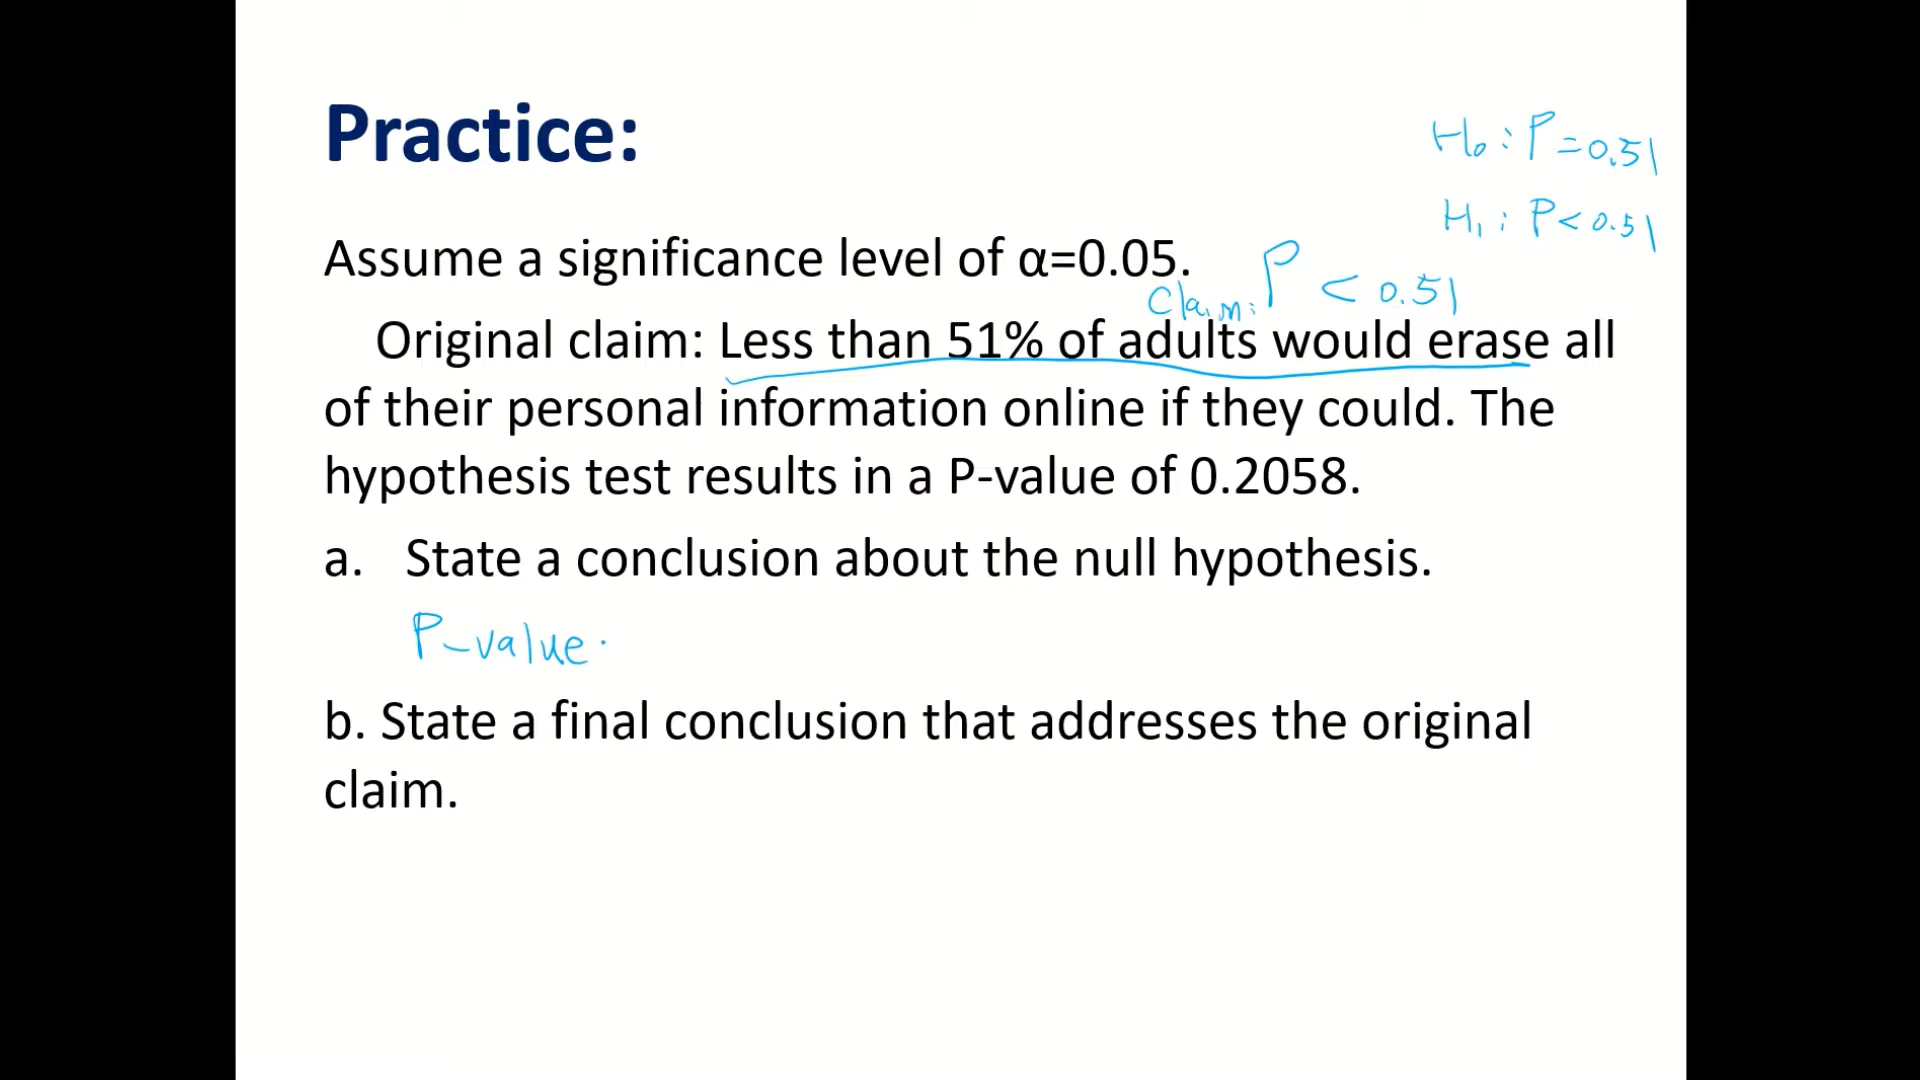 Practice:
H₀ : P = 0.51
H₁ : P < 0.51
Assume a significance level of α=0.05.
Claim: P < 0.51
Original claim: Less than 51% of adults would erase all
of their personal information online if they could. The
hypothesis test results in a P-value of 0.2058.
a. State a conclusion about the null hypothesis.
P-value
b. State a final conclusion that addresses the original
claim.